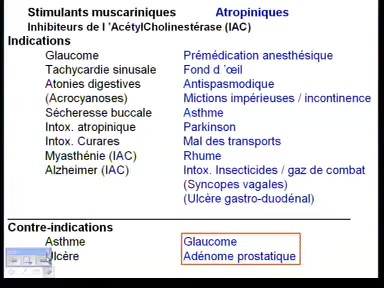 Stimulants muscariniques Atropiniques
Inhibiteurs de l 'AcétylCholinestérase (IAC)
Indications
Glaucome Prémédication anesthésique
Tachycardie sinusale Fond d 'œil
Atonies digestives Antispasmodique
(Acrocyanoses) Mictions impérieuses / incontinence
Sécheresse buccale Asthme
Intox. atropinique Parkinson
Intox. Curares Mal des transports
Myasthénie (IAC) Rhume
Alzheimer (IAC) Intox. Insecticides / gaz de combat
(Syncopes vagales)
(Ulcère gastro-duodénal)
Contre-indications
Asthme Glaucome
Ulcère Adénome prostatique